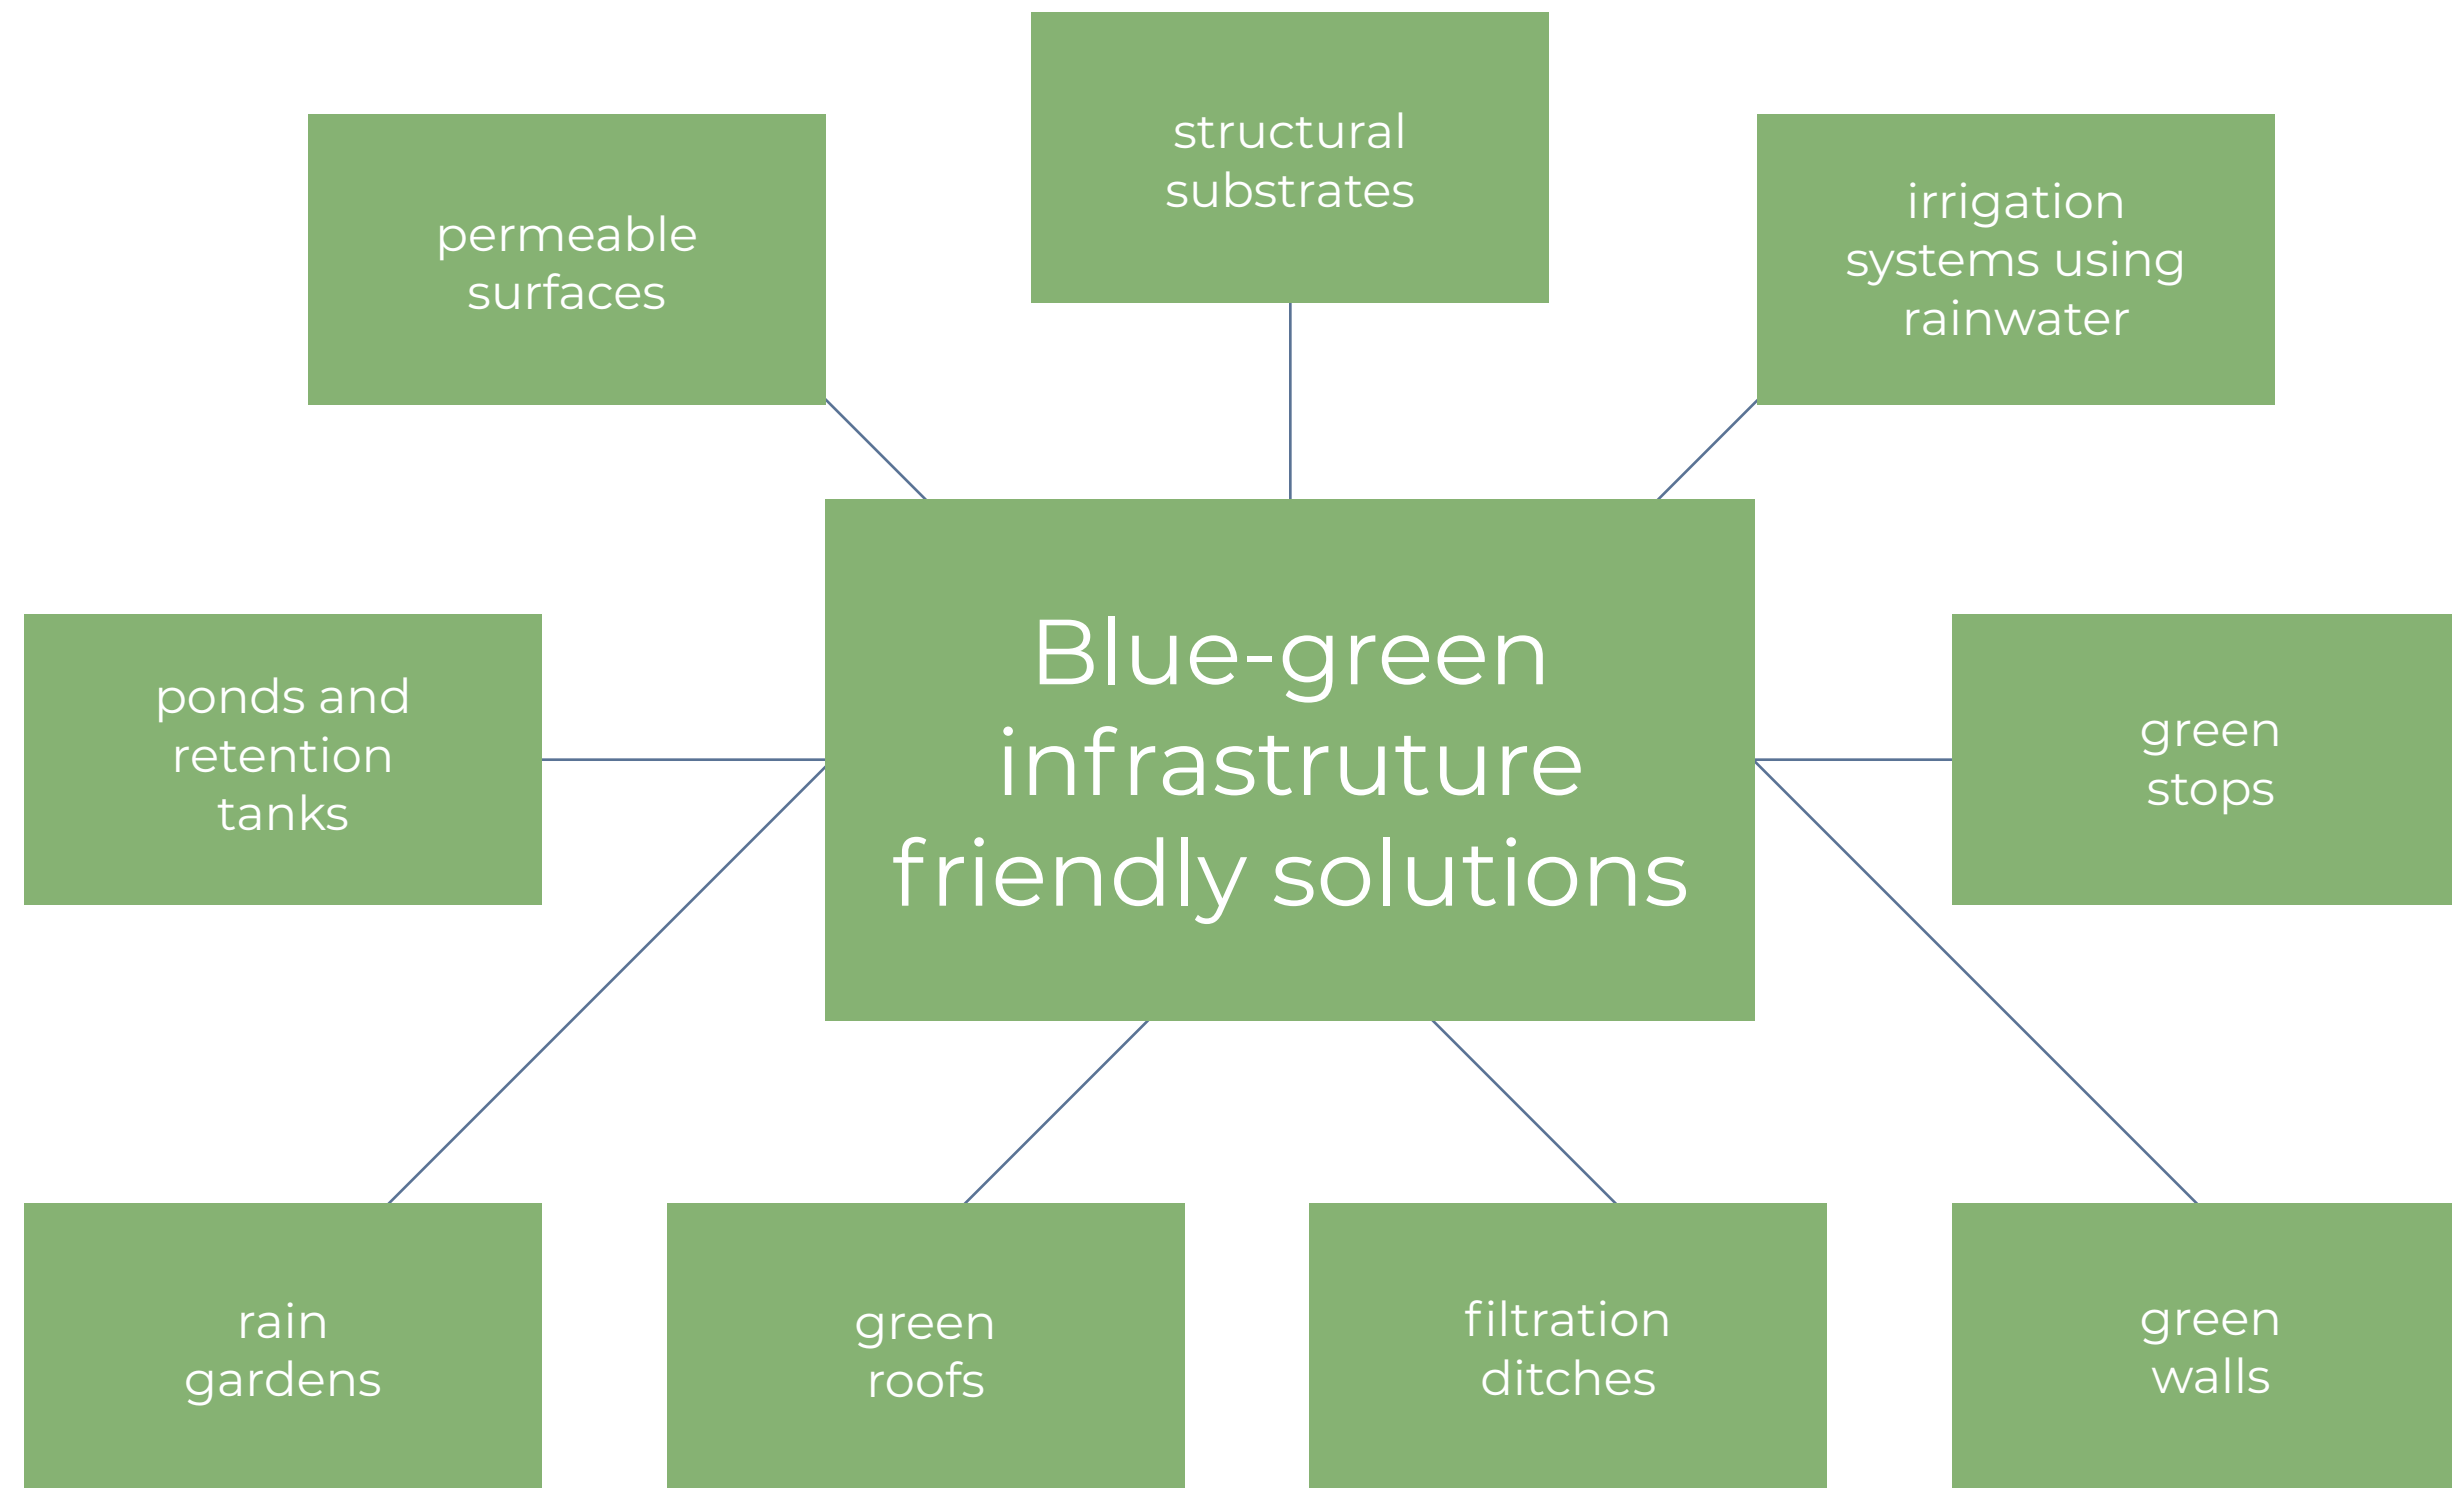 structural
substrates
permeable
surfaces
irrigation
systems using
rainwater
Blue-green
infrastruture
friendly solutions
ponds and
retention
tanks
green
stops
rain
gardens
green
roofs
filtration
ditches
green
walls